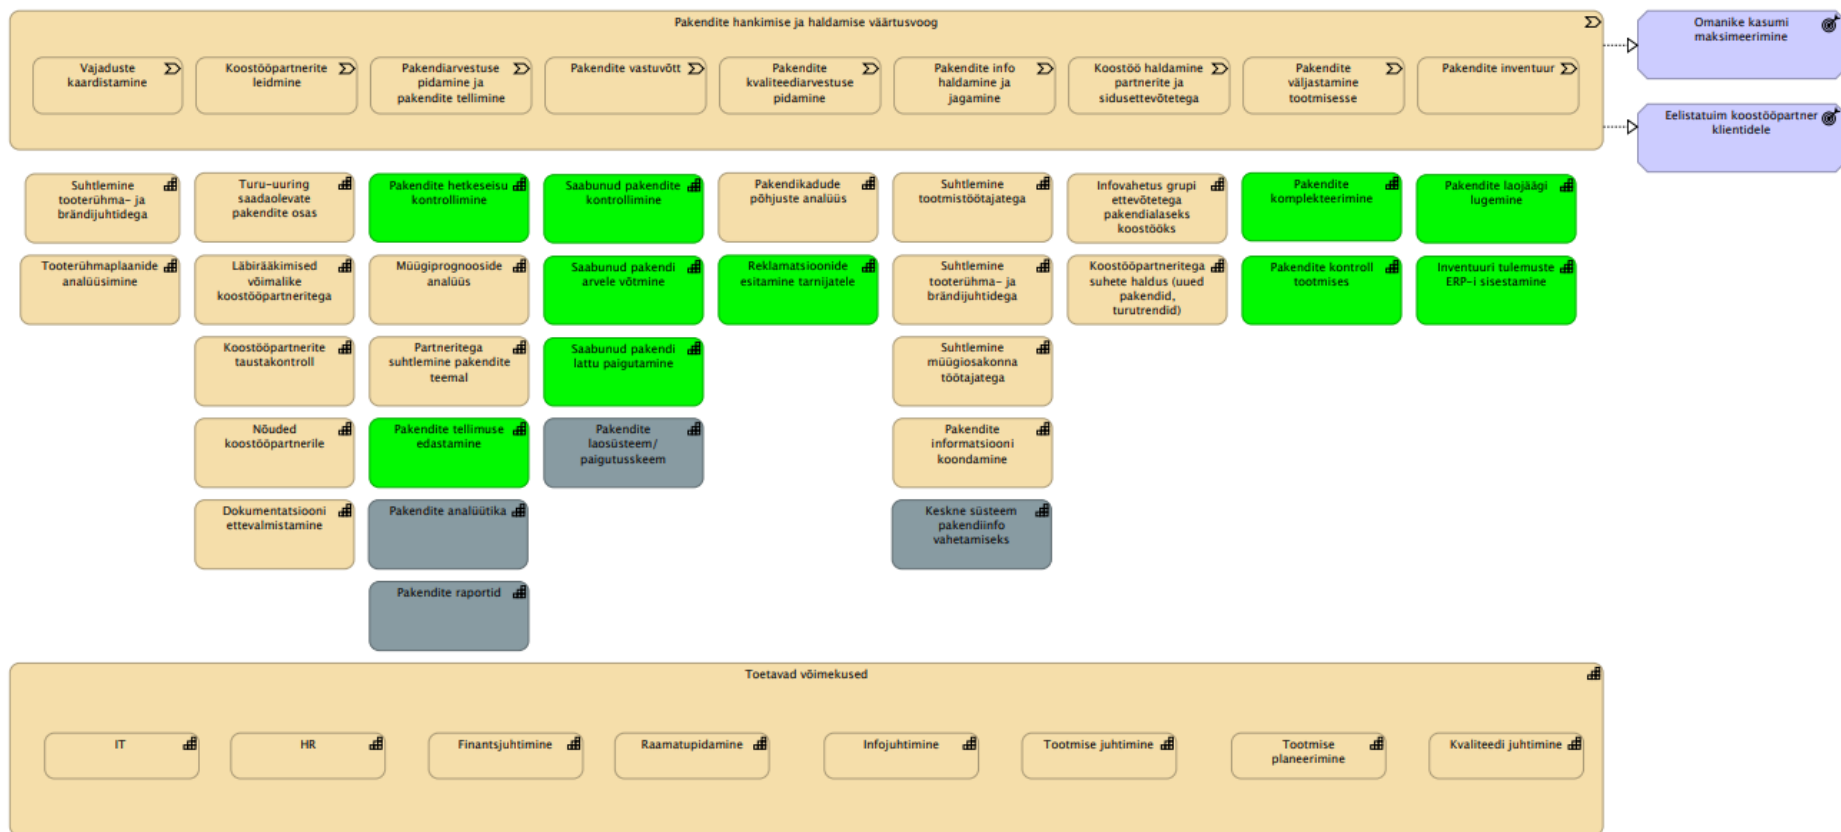 Pakendite hankimise ja haldamise väärtusvoog
Vajaduste
kaardistamine
Koostööpartnerite
leidmine
Pakendiarvestuse
pidamine ja
pakendite tellimine
Pakendite vastuvõtt
Pakendite
kvaliteediarvestuse
pidamine
Pakendite info
haldamine ja
jagamine
Koostöö haldamine
partnerite ja
sidusettevõtetega
Pakendite
väljastamine
tootmisesse
Pakendite inventuur
Omanike kasumi
maksimeerimine
Eelistatuim koostööpartner
klientidele
Suhtlemine
tooterühma- ja
brändijuhtidega
Turu-uuring
saadaolevate
pakendite osas
Pakendite hetkeseisu
kontrollimine
Saabunud pakendite
kontrollimine
Pakendikadude
põhjuste analüüs
Suhtlemine
tootmistöötajatega
Infovahetus grupi
ettevõtetega
pakendialaseks
koostööks
Pakendite
komplekteerimine
Pakendite laojäägi
lugemine
Tooterühmaplaanide
analüüsimine
Läbirääkimised
võimalike
koostööpartneritega
Müügiprognooside
analüüs
Saabunud pakendi
arvele võtmine
Reklamatsioonide
esitamine tarnijatele
Suhtlemine
tooterühma- ja
brändijuhtidega
Koostööpartneritega
suhete haldus (uued
pakendid,
turutrendid)
Pakendite kontroll
tootmises
Inventuuri tulemuste
ERP-i sisestamine
Koostööpartnerite
taustakontroll
Partneritega
suhtlemine pakendite
teemal
Saabunud pakendi
lattu paigutamine
Suhtlemine
müügiosakonna
töötajatega
Nõuded
koostööpartnerile
Pakendite tellimuse
edastamine
Pakendite
laosüsteem/
paigutusskeem
Pakendite
informatsiooni
koondamine
Dokumentatsiooni
ettevalmistamine
Pakendite analüütika
Keskne süsteem
pakendiinfo
vahetamiseks
Pakendite raportid
Toetavad võimekused
IT
HR
Finantsjuhtimine
Raamatupidamine
Infojuhtimine
Tootmise juhtimine
Tootmise
planeerimine
Kvaliteedi juhtimine